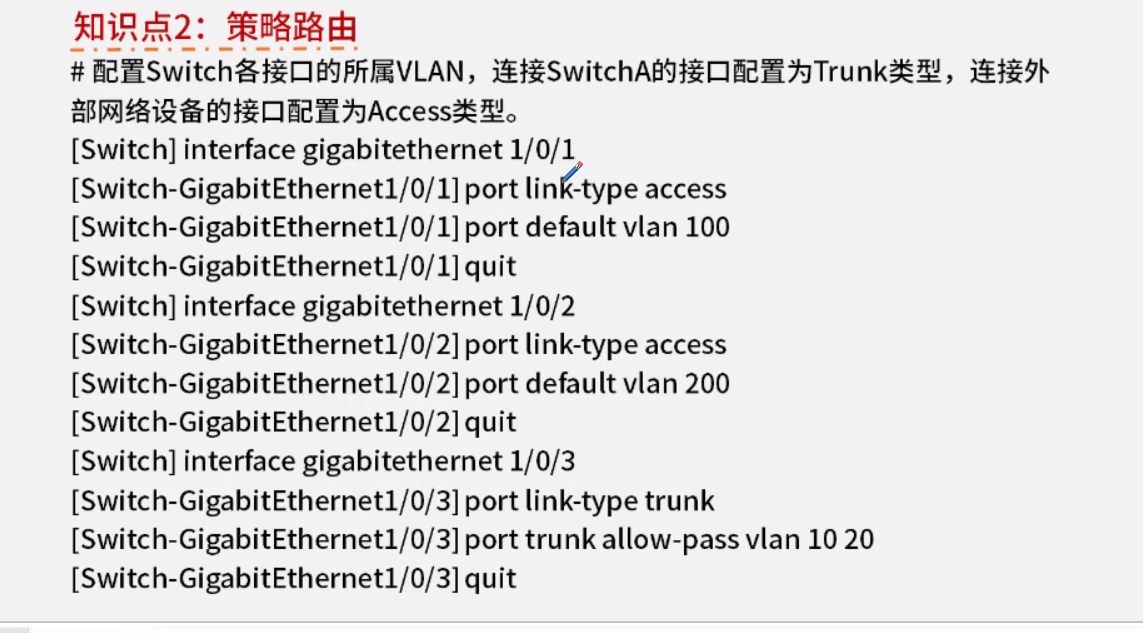 知识点2：策略路由
# 配置Switch各接口的所属VLAN，连接SwitchA的接口配置为Trunk类型，连接外
部网络设备的接口配置为Access类型。
[Switch] interface gigabitethernet 1/0/1
[Switch-GigabitEthernet1/0/1] port link-type access
[Switch-GigabitEthernet1/0/1] port default vlan 100
[Switch-GigabitEthernet1/0/1] quit
[Switch] interface gigabitethernet 1/0/2
[Switch-GigabitEthernet1/0/2] port link-type access
[Switch-GigabitEthernet1/0/2] port default vlan 200
[Switch-GigabitEthernet1/0/2] quit
[Switch] interface gigabitethernet 1/0/3
[Switch-GigabitEthernet1/0/3] port link-type trunk
[Switch-GigabitEthernet1/0/3] port trunk allow-pass vlan 10 20
[Switch-GigabitEthernet1/0/3] quit